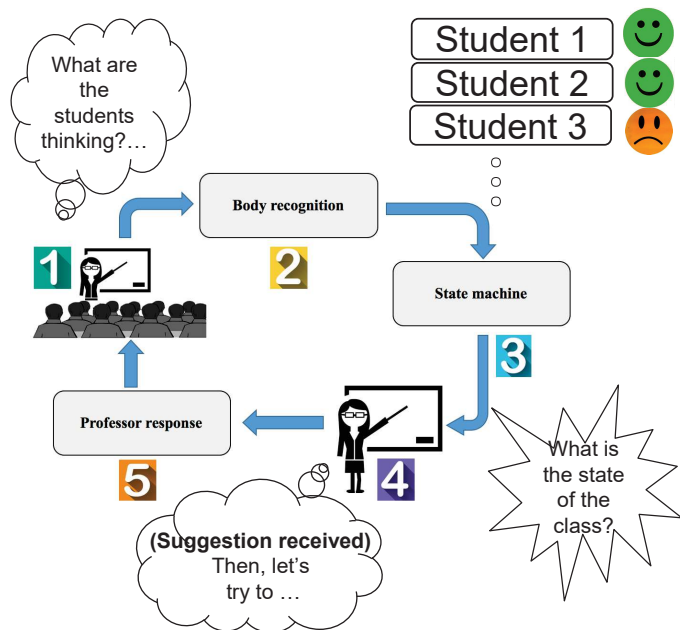 What are
the
students
thinking?...
Student 1
Student 2
Student 3
Body recognition
1
2
State machine
3
Professor response
4
5
What is
the state
of the
class?
(Suggestion received)
Then, let's
try to ...